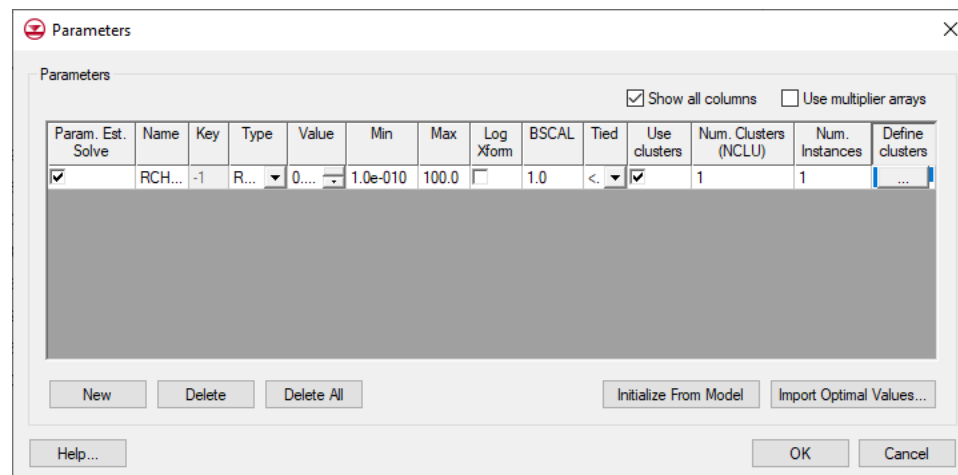 Parameters
Parameters
Show all columns Use multiplier arrays
Param. Est. Solve Name Key Type Value Min Max Log Xform BSCAL Tied Use clusters Num. Clusters (NCLU) Num. Instances Define clusters
RCH... -1 R... 0.... 1.0e-010 100.0 1.0 <. 1 1 ...
New Delete Delete All Initialize From Model Import Optimal Values...
Help... OK Cancel